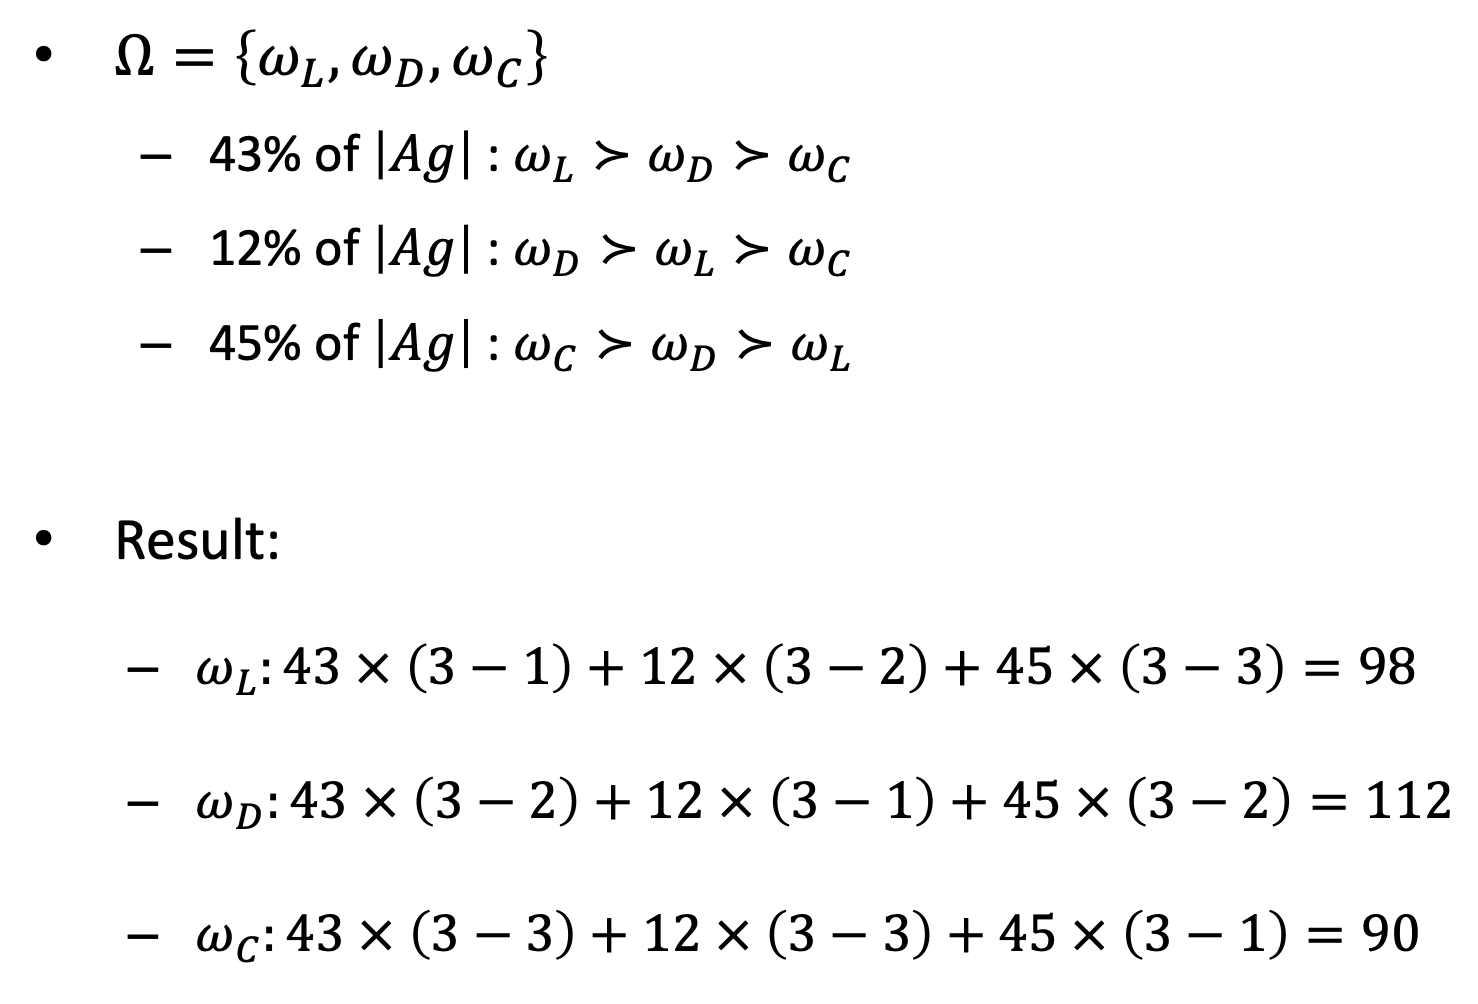 • Ω = {ω_L, ω_D, ω_C}
– 43% of |Ag| : ω_L ≻ ω_D ≻ ω_C
– 12% of |Ag| : ω_D ≻ ω_L ≻ ω_C
– 45% of |Ag| : ω_C ≻ ω_D ≻ ω_L
• Result:
– ω_L: 43 × (3 − 1) + 12 × (3 − 2) + 45 × (3 − 3) = 98
– ω_D: 43 × (3 − 2) + 12 × (3 − 1) + 45 × (3 − 2) = 112
– ω_C: 43 × (3 − 3) + 12 × (3 − 3) + 45 × (3 − 1) = 90